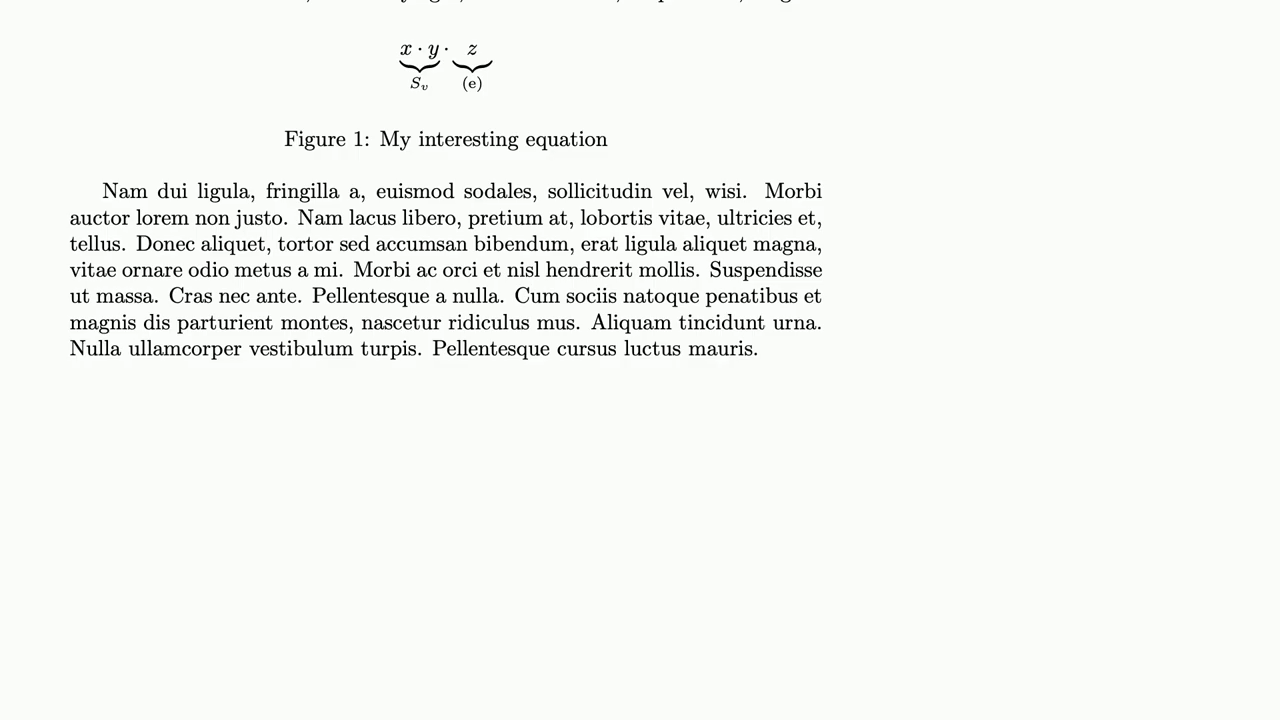 x · y · z
S_v (e)
Figure 1: My interesting equation
Nam dui ligula, fringilla a, euismod sodales, sollicitudin vel, wisi. Morbi
auctor lorem non justo. Nam lacus libero, pretium at, lobortis vitae, ultricies et,
tellus. Donec aliquet, tortor sed accumsan bibendum, erat ligula aliquet magna,
vitae ornare odio metus a mi. Morbi ac orci et nisl hendrerit mollis. Suspendisse
ut massa. Cras nec ante. Pellentesque a nulla. Cum sociis natoque penatibus et
magnis dis parturient montes, nascetur ridiculus mus. Aliquam tincidunt urna.
Nulla ullamcorper vestibulum turpis. Pellentesque cursus luctus mauris.